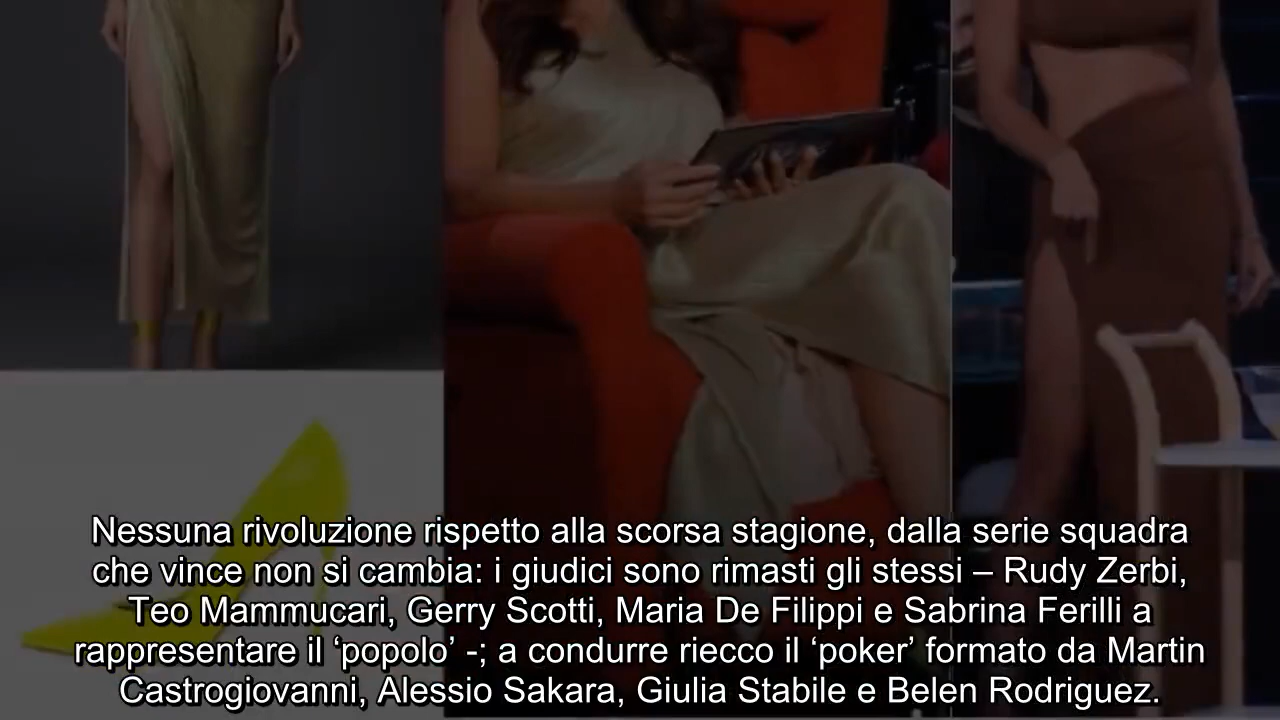 Nessuna rivoluzione rispetto alla scorsa stagione, dalla serie squadra
che vince non si cambia: i giudici sono rimasti gli stessi – Rudy Zerbi,
Teo Mammucari, Gerry Scotti, Maria De Filippi e Sabrina Ferilli a
rappresentare il ‘popolo’ -; a condurre riecco il ‘poker’ formato da Martin
Castrogiovanni, Alessio Sakara, Giulia Stabile e Belen Rodriguez.